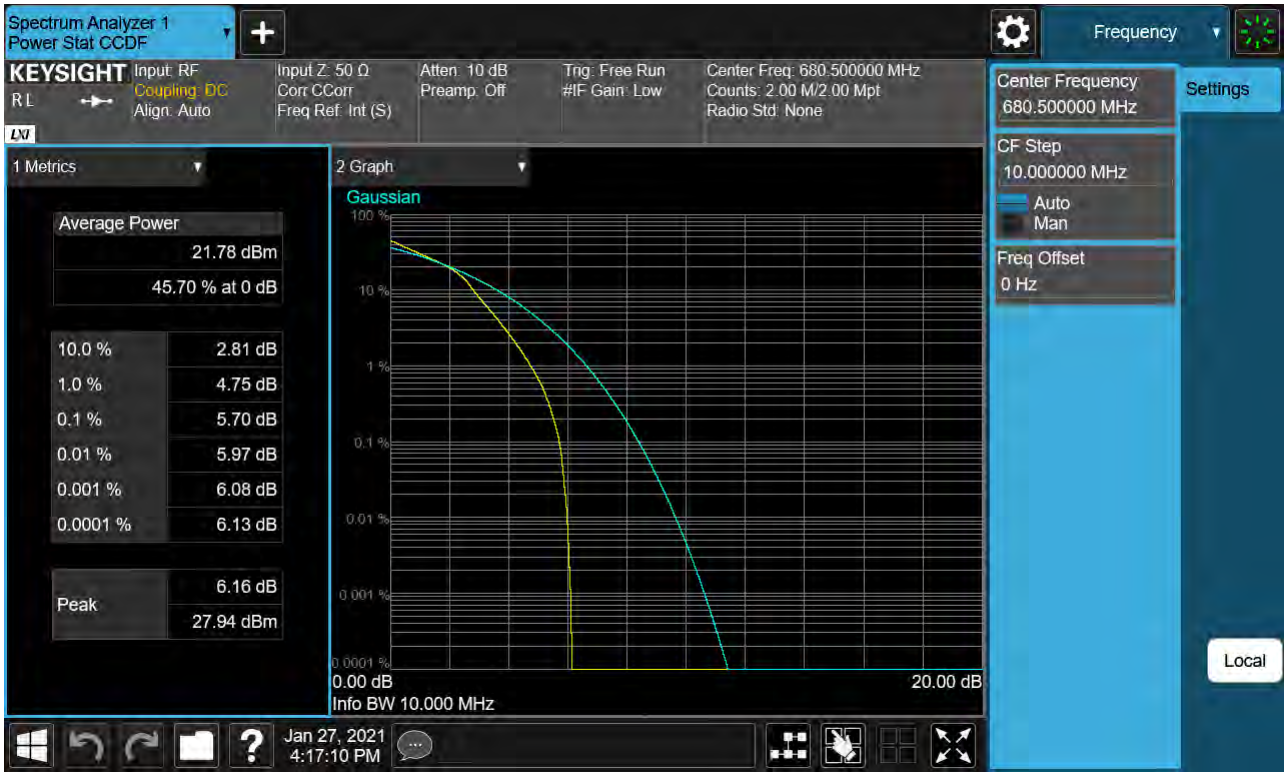 Spectrum Analyzer 1
Power Stat CCDF
+
Frequency
KEYSIGHT
RL
LXI
Input: RF
Coupling: DC
Align: Auto
Input Z: 50 Ω
Corr CCorr
Freq Ref: Int (S)
Atten: 10 dB
Preamp: Off
Trig: Free Run
#IF Gain: Low
Center Freq: 680.500000 MHz
Counts: 2.00 M/2.00 Mpt
Radio Std: None
Center Frequency
680.500000 MHz
Settings
CF Step
10.000000 MHz
Auto
Man
Freq Offset
0 Hz
Local
1 Metrics
Average Power
21.78 dBm
45.70 % at 0 dB
10.0 % 2.81 dB
1.0 % 4.75 dB
0.1 % 5.70 dB
0.01 % 5.97 dB
0.001 % 6.08 dB
0.0001 % 6.13 dB
Peak
6.16 dB
27.94 dBm
2 Graph
Gaussian
100 %
10 %
1 %
0.1 %
0.01 %
0.001 %
0.0001 %
0.00 dB 20.00 dB
Info BW 10.000 MHz
?
Jan 27, 2021
4:17:10 PM